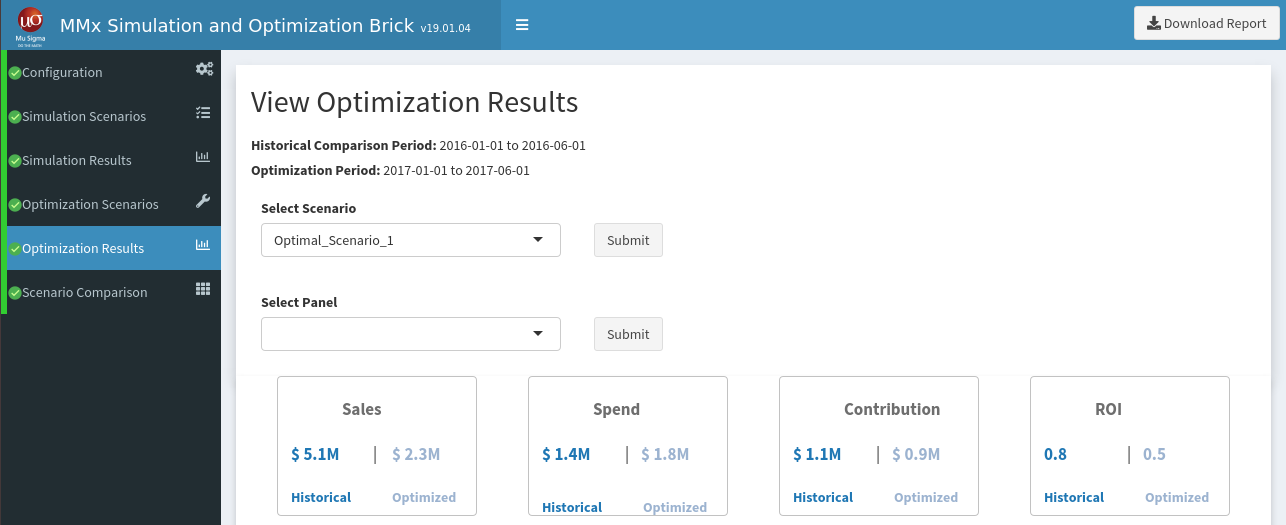 μσ
Mu Sigma
DO THE MATH
MMx Simulation and Optimization Brick v19.01.04
Download Report
Configuration
Simulation Scenarios
Simulation Results
Optimization Scenarios
Optimization Results
Scenario Comparison
View Optimization Results
Historical Comparison Period: 2016-01-01 to 2016-06-01
Optimization Period: 2017-01-01 to 2017-06-01
Select Scenario
Optimal_Scenario_1 Submit
Select Panel
Submit
Sales
$ 5.1M | $ 2.3M
Historical Optimized
Spend
$ 1.4M | $ 1.8M
Historical Optimized
Contribution
$ 1.1M | $ 0.9M
Historical Optimized
ROI
0.8 | 0.5
Historical Optimized